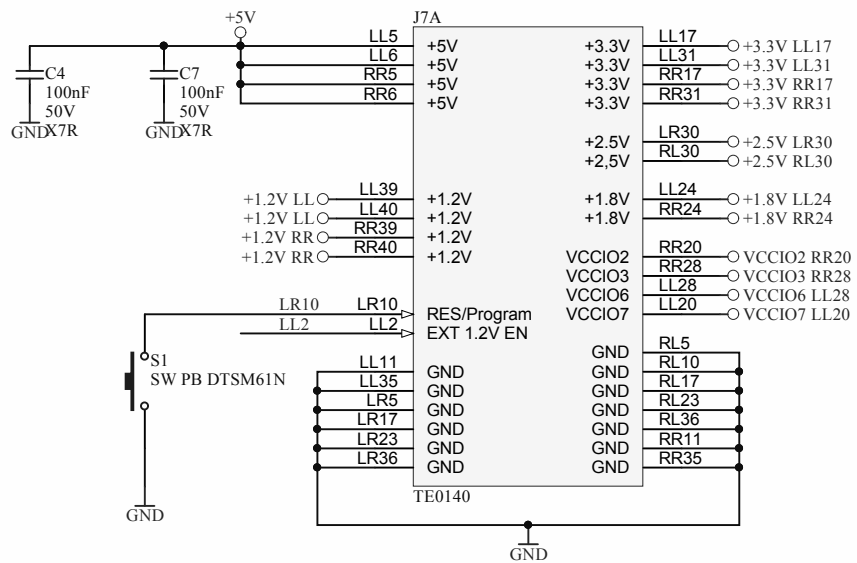 +5V
J7A
C4
100nF
50V
X7R
GND
C7
100nF
50V
X7R
GND
LL5 +5V
LL6 +5V
RR5 +5V
RR6 +5V
+3.3V LL17 +3.3V LL17
+3.3V LL31 +3.3V LL31
+3.3V RR17 +3.3V RR17
+3.3V RR31 +3.3V RR31
+2.5V LR30 +2.5V LR30
+2,5V RL30 +2.5V RL30
+1.2V LL LL39 +1.2V
+1.2V LL LL40 +1.2V
+1.2V RR RR39 +1.2V
+1.2V RR RR40 +1.2V
+1.8V LL24 +1.8V LL24
+1.8V RR24 +1.8V RR24
VCCIO2 RR20 VCCIO2 RR20
VCCIO3 RR28 VCCIO3 RR28
VCCIO6 LL28 VCCIO6 LL28
VCCIO7 LL20 VCCIO7 LL20
LR10 LR10 RES/Program
LL2 LL2 EXT 1.2V EN
S1
SW PB DTSM61N
GND
LL11 GND
LL35 GND
LR5 GND
LR17 GND
LR23 GND
LR36 GND
GND RL5
GND RL10
GND RL17
GND RL23
GND RL36
GND RR11
GND RR35
TE0140
GND